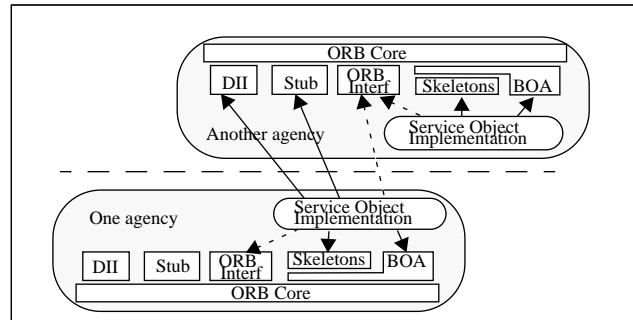 ORB Core
DII
Stub
ORB
Interf
Skeletons
BOA
Another agency
Service Object
Implementation
One agency
Service Object
Implementation
DII
Stub
ORB
Interf
Skeletons
BOA
ORB Core